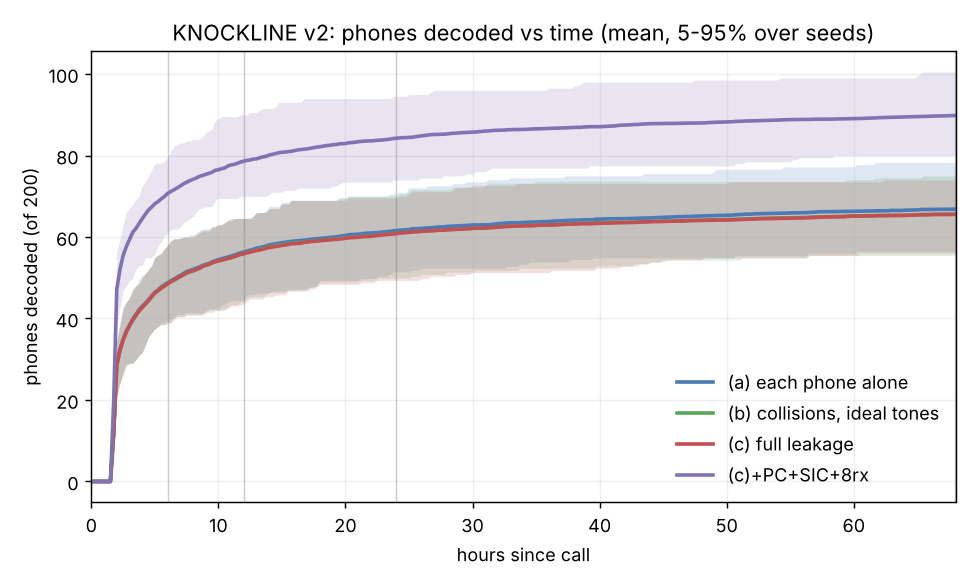 KNOCKLINE v2: phones decoded vs time (mean, 5-95% over seeds)
phones decoded (of 200)
100
80
60
40
20
0
(a) each phone alone
(b) collisions, ideal tones
(c) full leakage
(c)+PC+SIC+8rx
0 10 20 30 40 50 60
hours since call